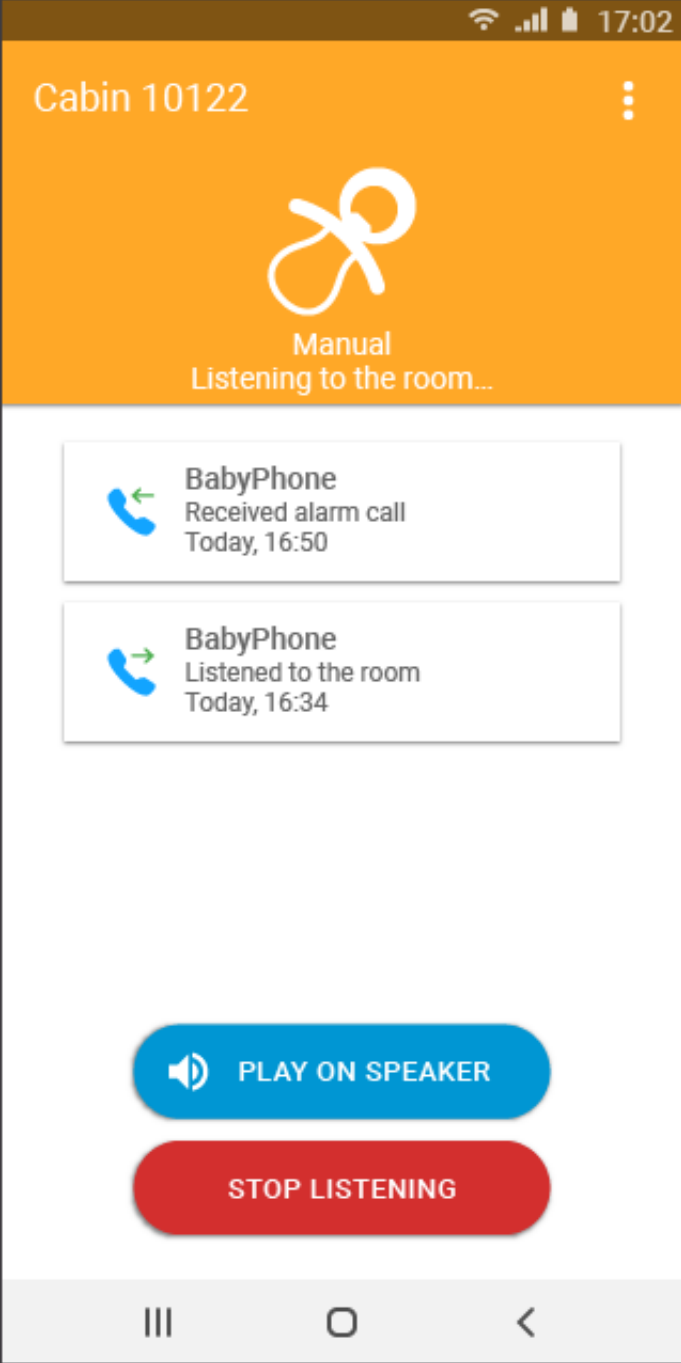 17:02
Cabin 10122
Manual
Listening to the room...
BabyPhone
Received alarm call
Today, 16:50
BabyPhone
Listened to the room
Today, 16:34
PLAY ON SPEAKER
STOP LISTENING